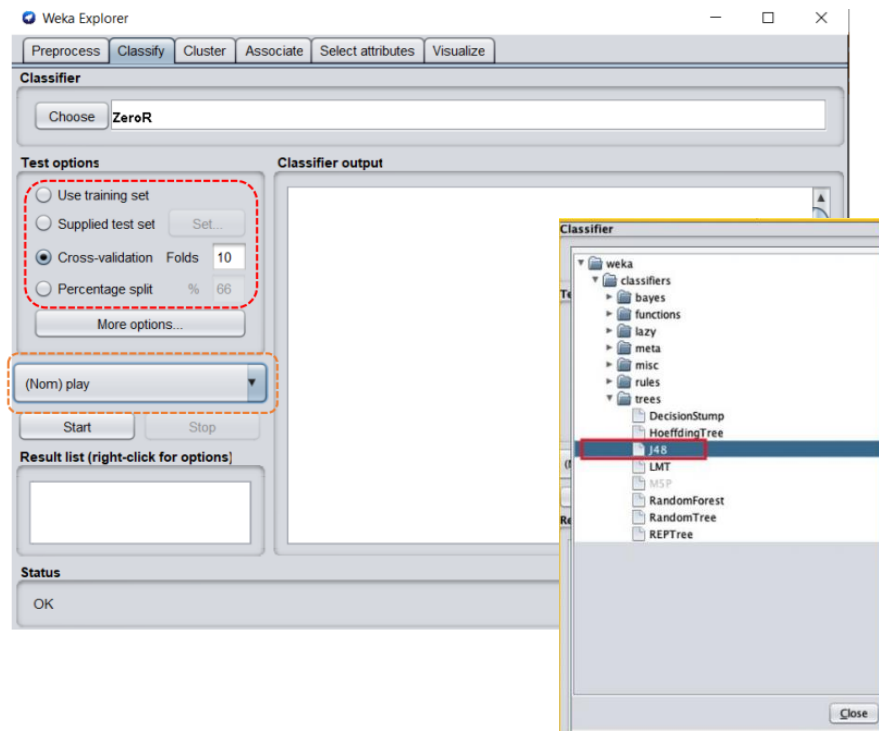 Weka Explorer
Preprocess Classify Cluster Associate Select attributes Visualize
Classifier
Choose ZeroR
Test options
Classifier output
Use training set
Supplied test set Set...
Cross-validation Folds 10
Percentage split % 66
More options...
(Nom) play
Start Stop
Result list (right-click for options)
Status
OK
Classifier
weka
classifiers
bayes
functions
lazy
meta
misc
rules
trees
DecisionStump
HoeffdingTree
J48
LMT
M5P
RandomForest
RandomTree
REPTree
Close